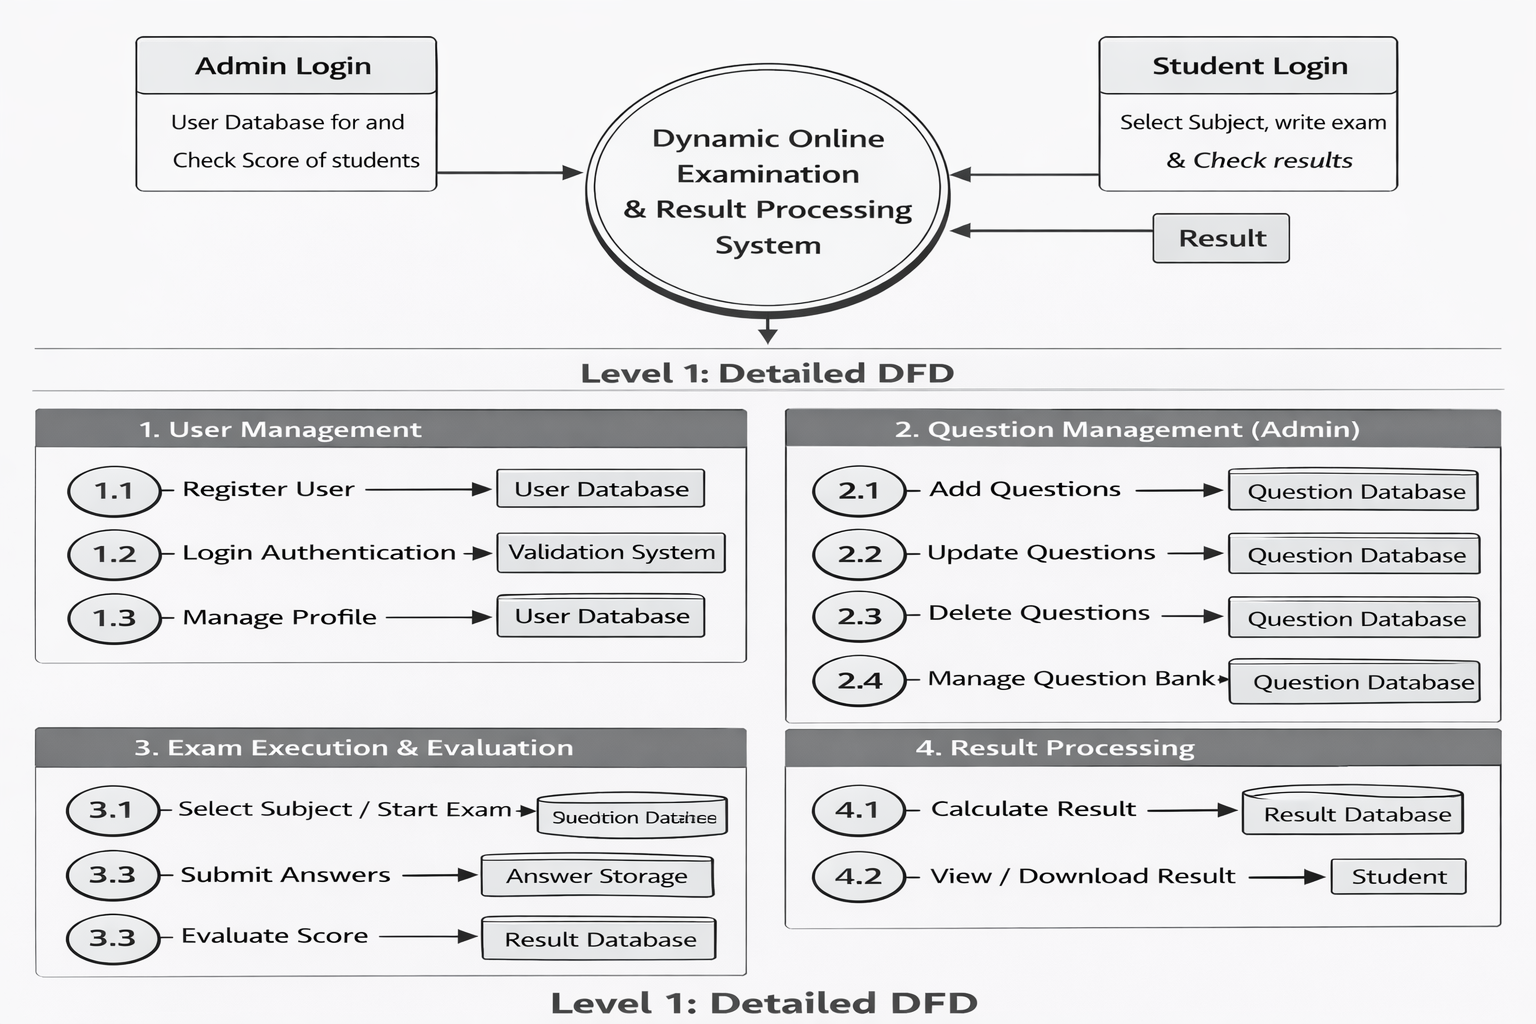 Admin Login
User Database for and
Check Score of students
Dynamic Online
Examination
& Result Processing
System
Student Login
Select Subject, write exam
& Check results
Result
Level 1: Detailed DFD
1. User Management
1.1 Register User User Database
1.2 Login Authentication Validation System
1.3 Manage Profile User Database
2. Question Management (Admin)
2.1 Add Questions Question Database
2.2 Update Questions Question Database
2.3 Delete Questions Question Database
2.4 Manage Question Bank Question Database
3. Exam Execution & Evaluation
3.1 Select Subject / Start Exam
3.3 Submit Answers Answer Storage
3.3 Evaluate Score Result Database
4. Result Processing
4.1 Calculate Result Result Database
4.2 View / Download Result Student
Level 1: Detailed DFD